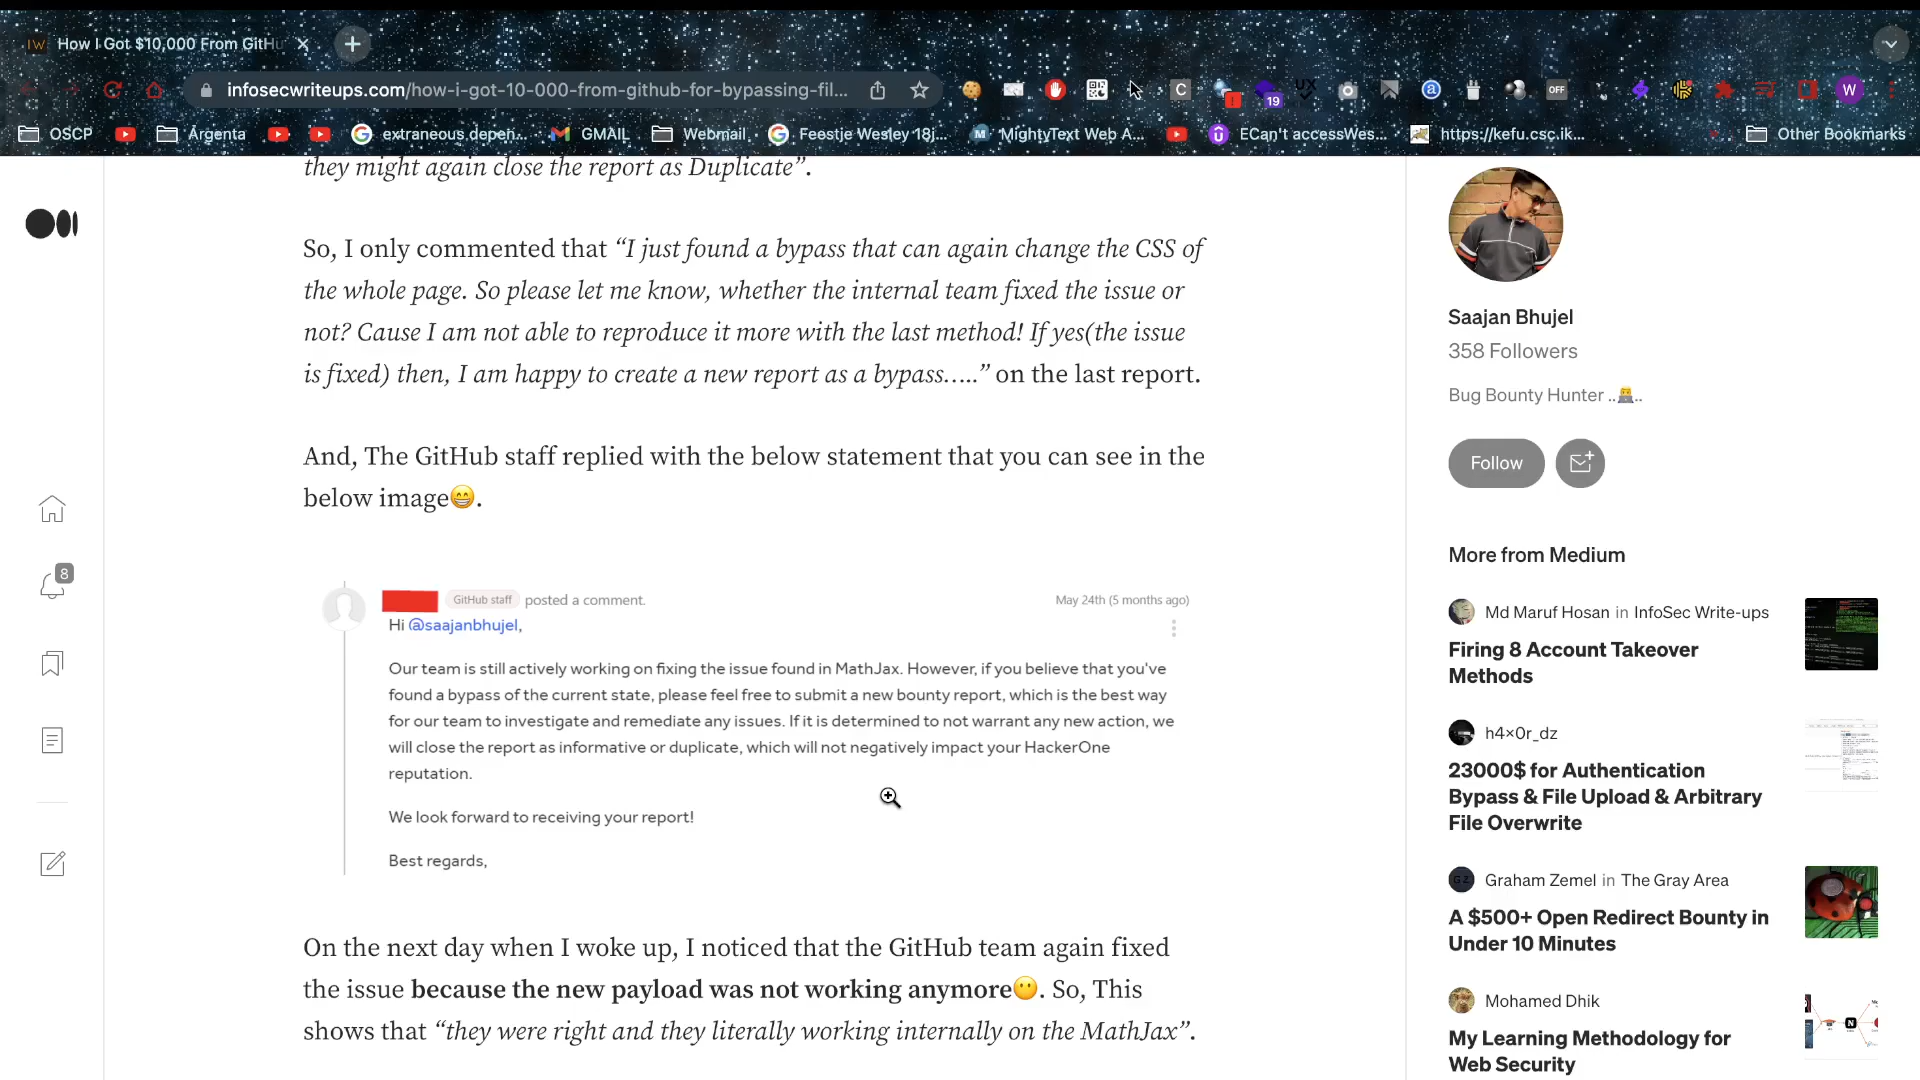 How I Got $10,000 From GitHu
infosecwriteups.com/how-i-got-10-000-from-github-for-bypassing-fil...
C
19
UX
OFF
W
OSCP
Argenta
extraneous.depen...
GMAIL
Webmail
Feestje Wesley 18j...
MightyText Web A...
ECan't accessWes...
https://kefu.csc.ik...
Other Bookmarks
they might again close the report as Duplicate”.
So, I only commented that “I just found a bypass that can again change the CSS of
the whole page. So please let me know, whether the internal team fixed the issue or
not? Cause I am not able to reproduce it more with the last method! If yes(the issue
is fixed) then, I am happy to create a new report as a bypass…..” on the last report.
And, The GitHub staff replied with the below statement that you can see in the
below image😁.
8
GitHub staff posted a comment.
May 24th (5 months ago)
Hi @saajanbhujel,
Our team is still actively working on fixing the issue found in MathJax. However, if you believe that you've
found a bypass of the current state, please feel free to submit a new bounty report, which is the best way
for our team to investigate and remediate any issues. If it is determined to not warrant any new action, we
will close the report as informative or duplicate, which will not negatively impact your HackerOne
reputation.
We look forward to receiving your report!
Best regards,
On the next day when I woke up, I noticed that the GitHub team again fixed
the issue because the new payload was not working anymore😶. So, This
shows that “they were right and they literally working internally on the MathJax”.
Saajan Bhujel
358 Followers
Bug Bounty Hunter ..👨‍💻..
Follow
More from Medium
Md Maruf Hosan in InfoSec Write-ups
Firing 8 Account Takeover
Methods
h4x0r_dz
23000$ for Authentication
Bypass & File Upload & Arbitrary
File Overwrite
Graham Zemel in The Gray Area
A $500+ Open Redirect Bounty in
Under 10 Minutes
Mohamed Dhik
My Learning Methodology for
Web Security